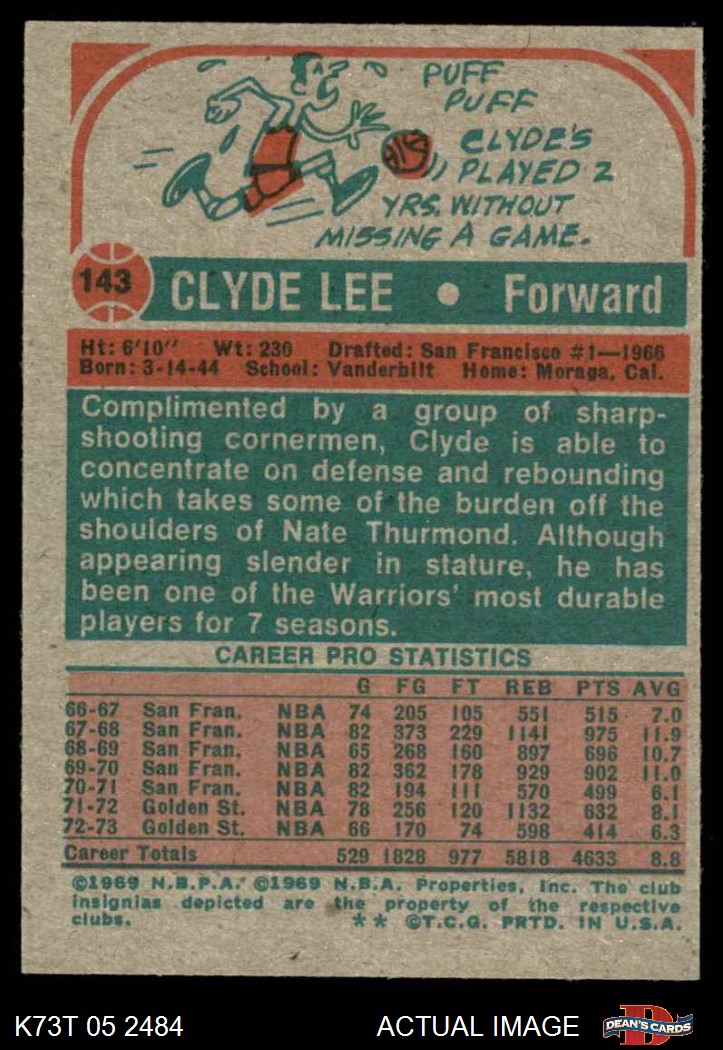 PUFF
PUFF
CLYDE'S
PLAYED 2
YRS. WITHOUT
MISSING A GAME.
143 CLYDE LEE • Forward
Ht: 6'10" Wt: 230 Drafted: San Francisco #1—1966
Born: 3-14-44 School: Vanderbilt Home: Moraga, Cal.
Complimented by a group of sharp-
shooting cornermen, Clyde is able to
concentrate on defense and rebounding
which takes some of the burden off the
shoulders of Nate Thurmond. Although
appearing slender in stature, he has
been one of the Warriors' most durable
players for 7 seasons.
CAREER PRO STATISTICS
G FG FT REB PTS AVG
66-67 San Fran. NBA 74 205 105 551 515 7.0
67-68 San Fran. NBA 82 373 229 1141 975 11.9
68-69 San Fran. NBA 65 268 160 897 696 10.7
69-70 San Fran. NBA 82 362 178 929 902 11.0
70-71 San Fran. NBA 82 194 111 570 499 6.1
71-72 Golden St. NBA 78 256 120 1132 632 8.1
72-73 Golden St. NBA 66 170 74 598 414 6.3
Career Totals 529 1828 977 5818 4633 8.8
©1969 N.B.P.A. ©1969 N.B.A. Properties, Inc. The club
insignias depicted are the property of the respective
clubs. ** ©T.C.G. PRTD. IN U.S.A.
K73T 05 2484 ACTUAL IMAGE D DEAN'S CARDS